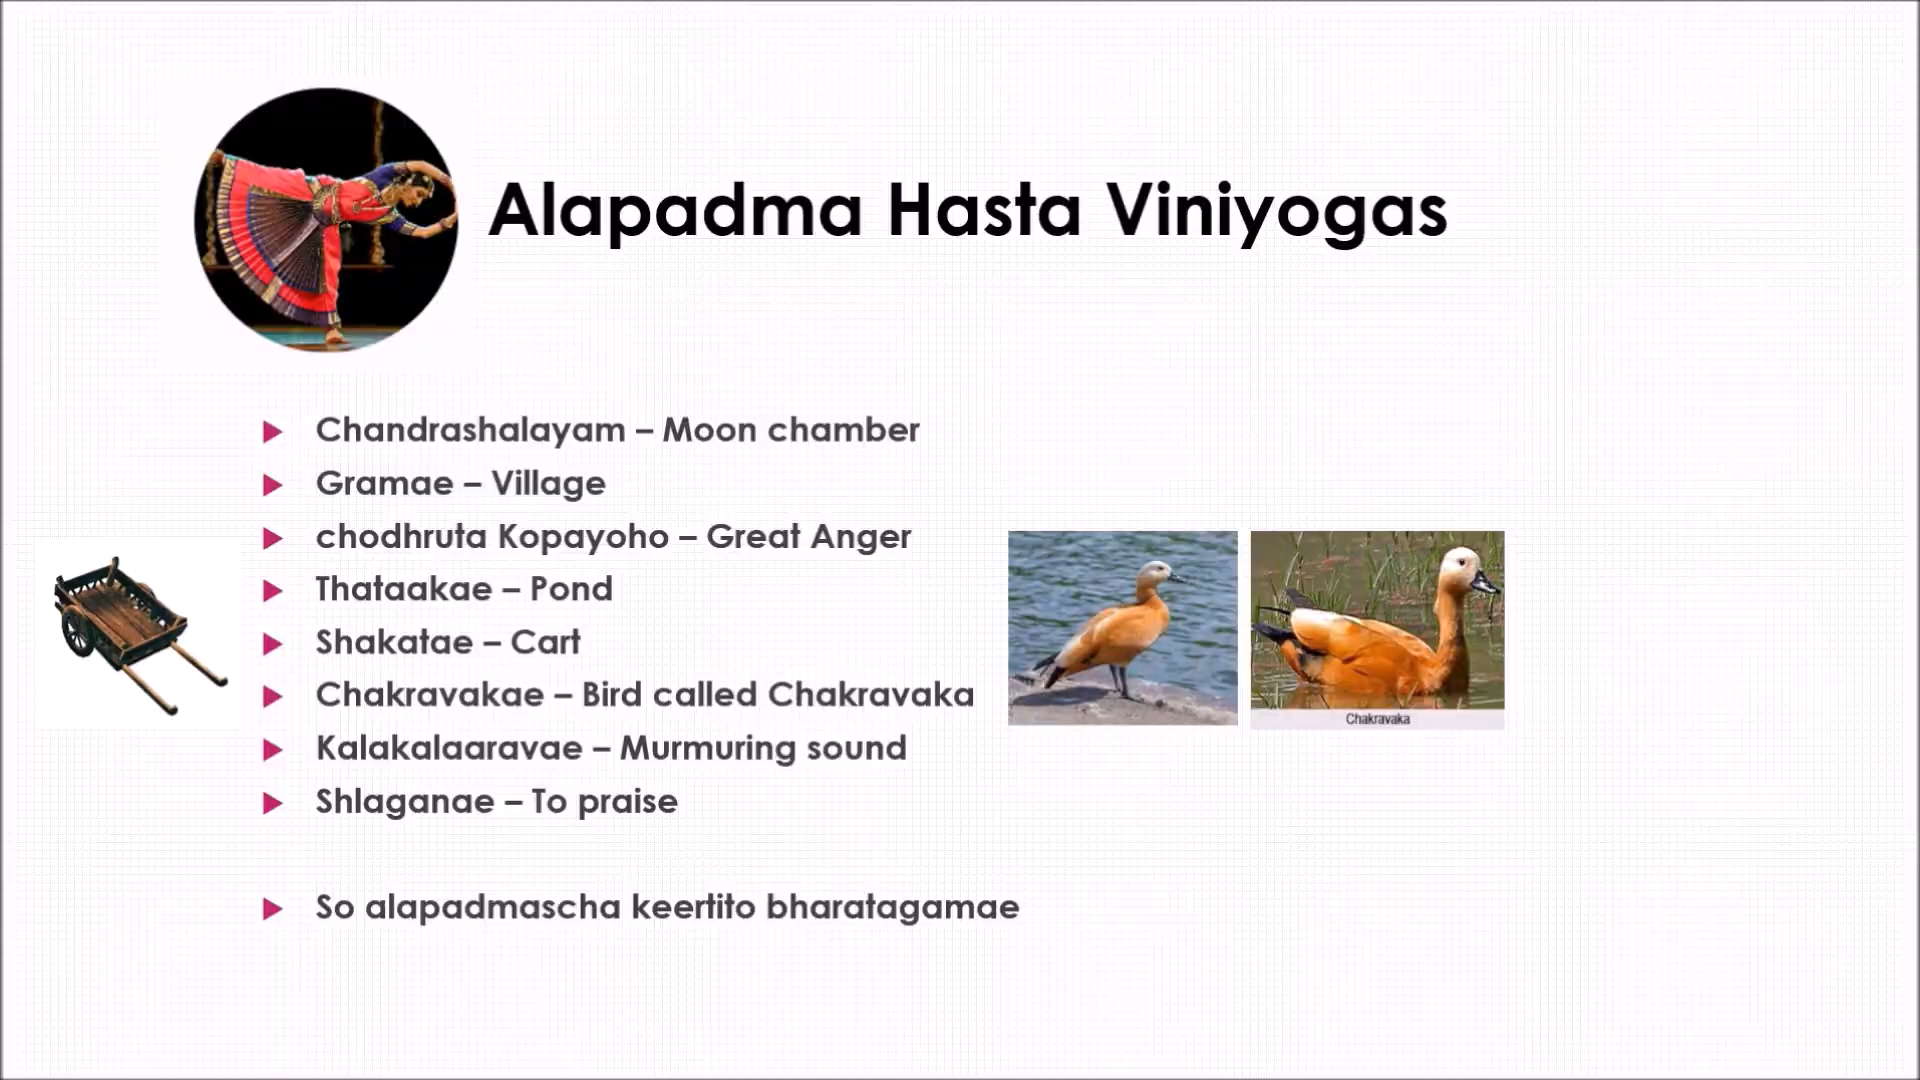 Alapadma Hasta Viniyogas
Chandrashalayam – Moon chamber
Gramae – Village
chodhruta Kopayoho – Great Anger
Thataakae – Pond
Shakatae – Cart
Chakravakae – Bird called Chakravaka
Kalakalaaravae – Murmuring sound
Shlaganae – To praise
So alapadmascha keertito bharatagamae
Chakravaka